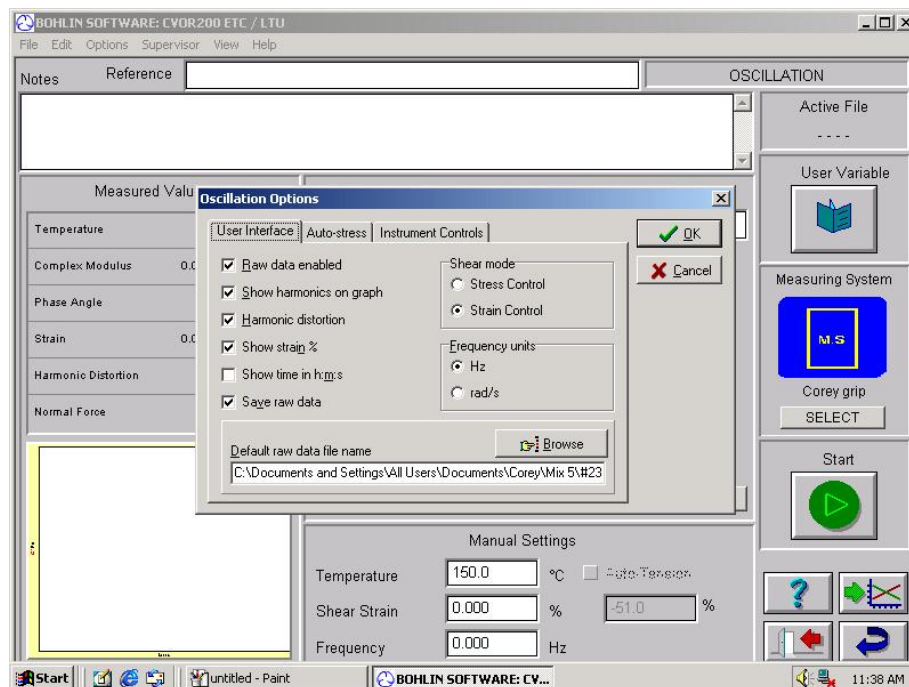 BOHLIN SOFTWARE: CVOR200 ETC / LTU
File Edit Options Supervisor View Help
Notes Reference
OSCILLATION
Active File
- - - -
User Variable
Measured Valu
Temperature
Complex Modulus 0.0
Phase Angle
Strain 0.0
Harmonic Distortion
Normal Force
Oscillation Options
User Interface Auto-stress Instrument Controls
Raw data enabled
Show harmonics on graph
Harmonic distortion
Show strain %
Show time in h:m:s
Save raw data
Shear mode
Stress Control
Strain Control
Frequency units
Hz
rad/s
Default raw data file name
Browse
C:\Documents and Settings\All Users\Documents\Corey\Mix 5\#23
OK
Cancel
Measuring System
M.S
Corey grip
SELECT
Start
Manual Settings
Temperature 150.0 °C Auto-Tension
Shear Strain 0.000 % -51.0 %
Frequency 0.000 Hz
Start untitled - Paint BOHLIN SOFTWARE: CV... 11:38 AM